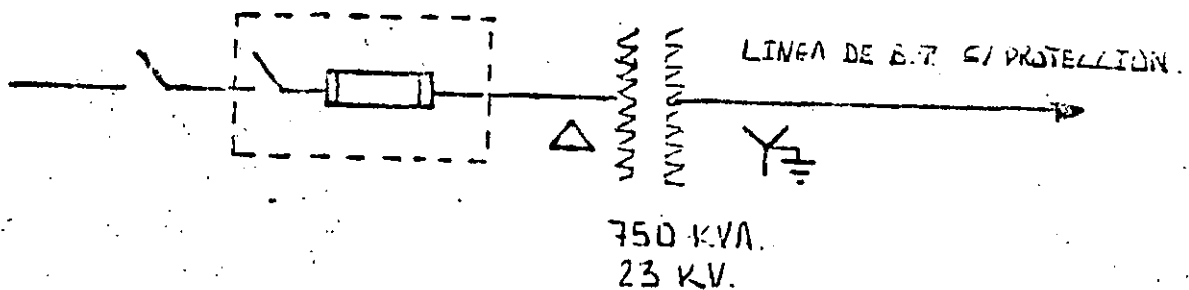 LINEA DE B.T. S/ PROTECCION.
750 KVA.
23 KV.